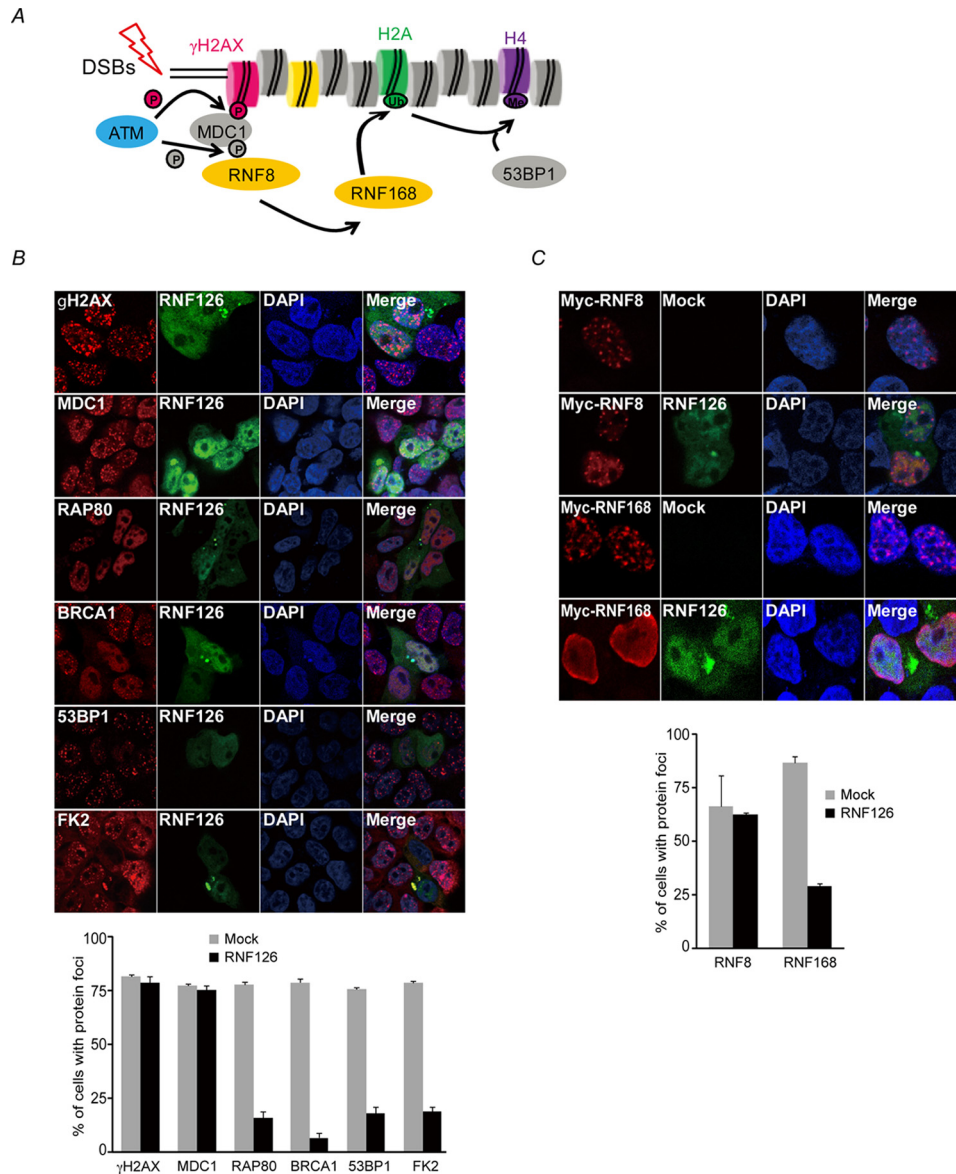 A
γH2AX
H2A
H4
DSBs
P
P
Ub
Me
ATM
MDC1
P
P
RNF8
RNF168
53BP1
B
gH2AX RNF126 DAPI Merge
MDC1 RNF126 DAPI Merge
RAP80 RNF126 DAPI Merge
BRCA1 RNF126 DAPI Merge
53BP1 RNF126 DAPI Merge
FK2 RNF126 DAPI Merge
% of cells with protein foci
100
75
50
25
0
Mock
RNF126
γH2AX MDC1 RAP80 BRCA1 53BP1 FK2
C
Myc-RNF8 Mock DAPI Merge
Myc-RNF8 RNF126 DAPI Merge
Myc-RNF168 Mock DAPI Merge
Myc-RNF168 RNF126 DAPI Merge
% of cells with protein foci
100
75
50
25
0
Mock
RNF126
RNF8 RNF168